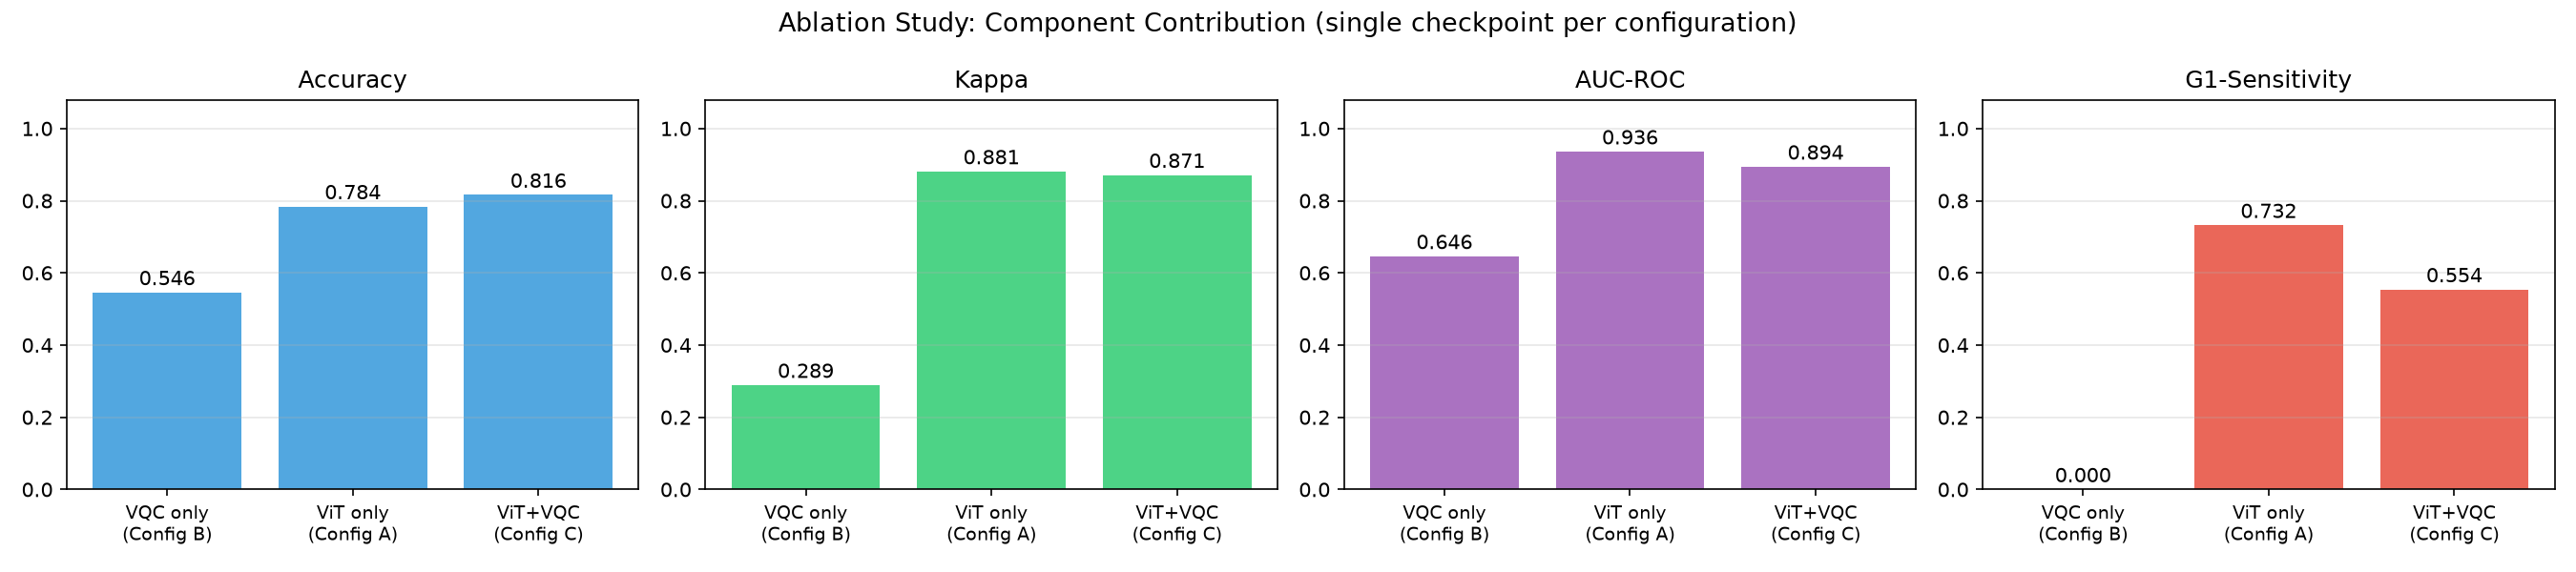 Ablation Study: Component Contribution (single checkpoint per configuration)
Accuracy
1.0
0.8
0.6
0.4
0.2
0.0
0.546
0.784
0.816
VQC only
(Config B)
ViT only
(Config A)
ViT+VQC
(Config C)
Kappa
1.0
0.8
0.6
0.4
0.2
0.0
0.289
0.881
0.871
VQC only
(Config B)
ViT only
(Config A)
ViT+VQC
(Config C)
AUC-ROC
1.0
0.8
0.6
0.4
0.2
0.0
0.646
0.936
0.894
VQC only
(Config B)
ViT only
(Config A)
ViT+VQC
(Config C)
G1-Sensitivity
1.0
0.8
0.6
0.4
0.2
0.0
0.000
0.732
0.554
VQC only
(Config B)
ViT only
(Config A)
ViT+VQC
(Config C)